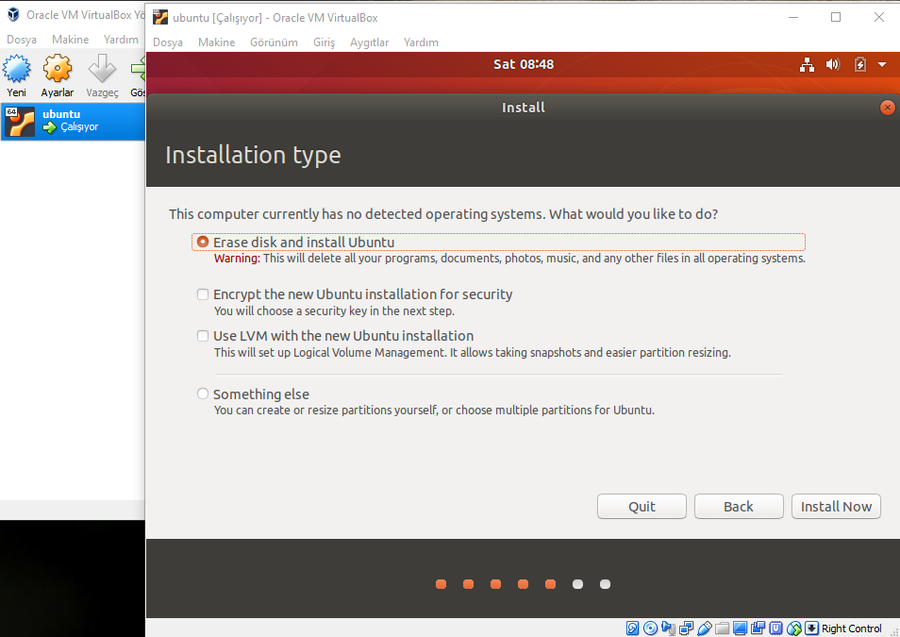 Oracle VM VirtualBox Yö
Dosya Makine Yardım
Yeni Ayarlar Vazgeç Gös
64
ubuntu
Çalışıyor
ubuntu [Çalışıyor] - Oracle VM VirtualBox
Dosya Makine Görünüm Giriş Aygıtlar Yardım
Sat 08:48
Install
Installation type
This computer currently has no detected operating systems. What would you like to do?
Erase disk and install Ubuntu
Warning: This will delete all your programs, documents, photos, music, and any other files in all operating systems.
Encrypt the new Ubuntu installation for security
You will choose a security key in the next step.
Use LVM with the new Ubuntu installation
This will set up Logical Volume Management. It allows taking snapshots and easier partition resizing.
Something else
You can create or resize partitions yourself, or choose multiple partitions for Ubuntu.
Quit Back Install Now
Right Control